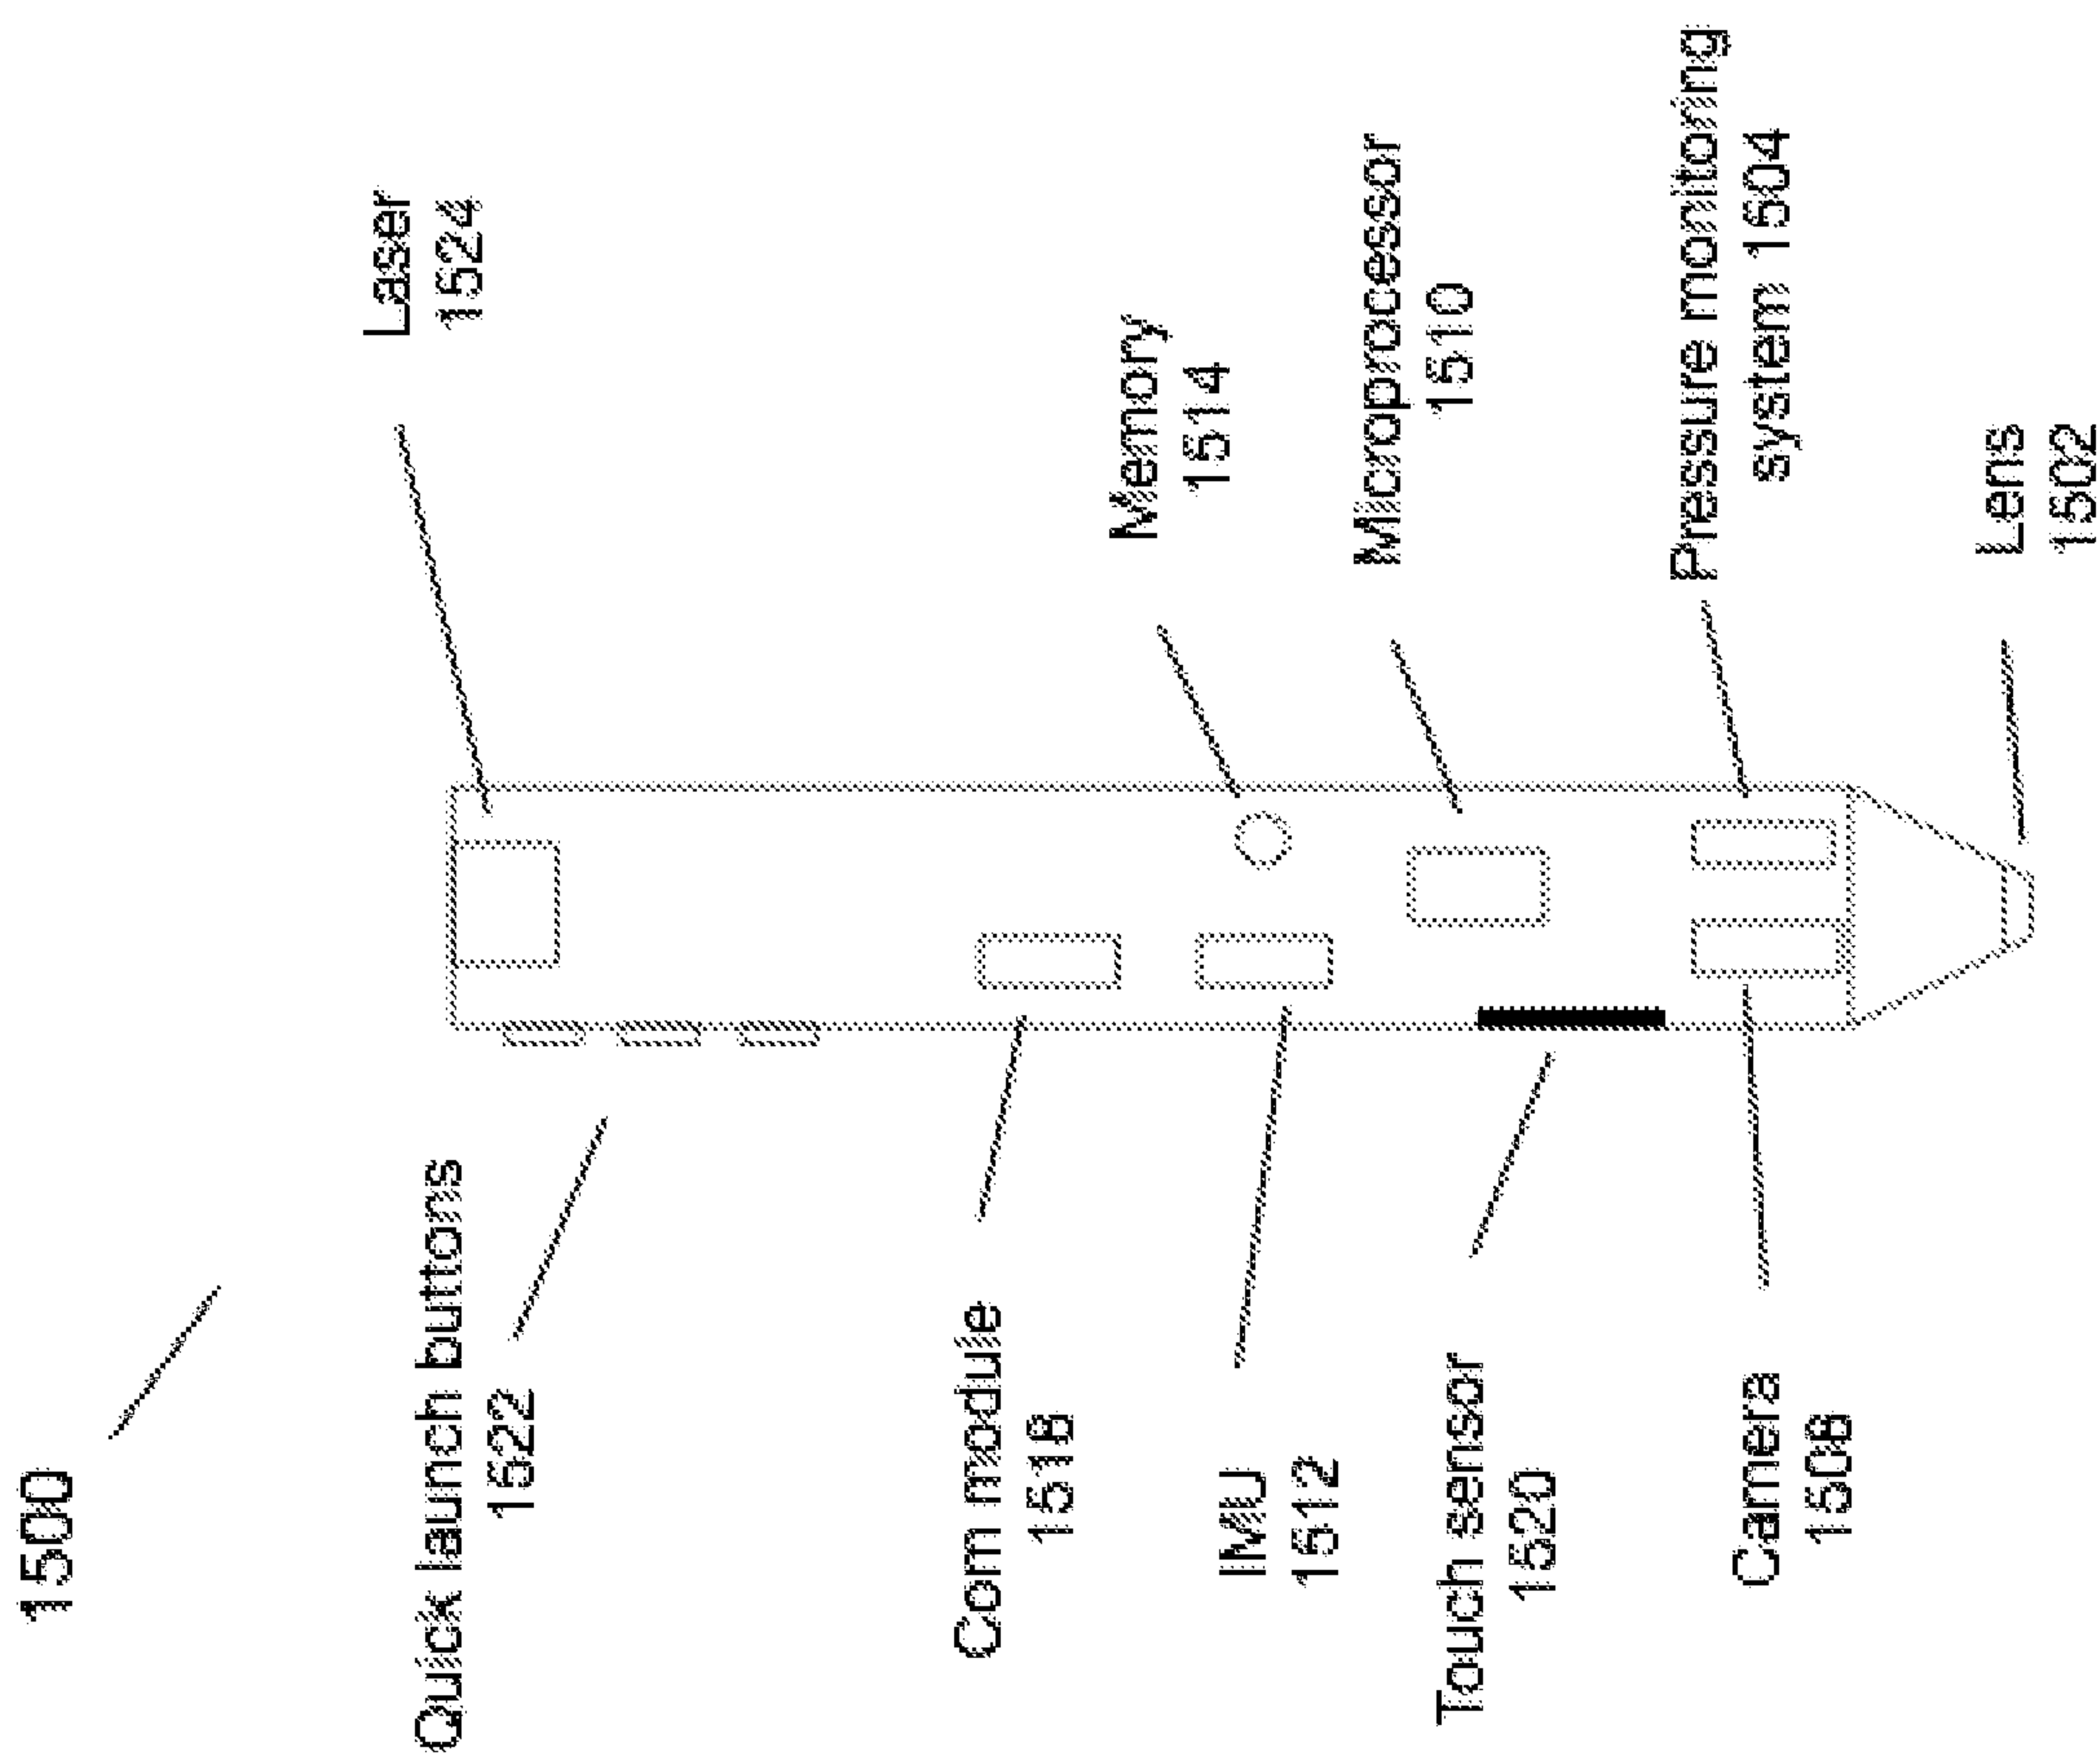 1500
Quick launch buttons
1522
Com module
1518
IMU
1512
Touch sensor
1520
Camera
1508
Laser
1524
Memory
1514
Microprocessor
1510
Pressure monitoring
system 1504
Lens
1502